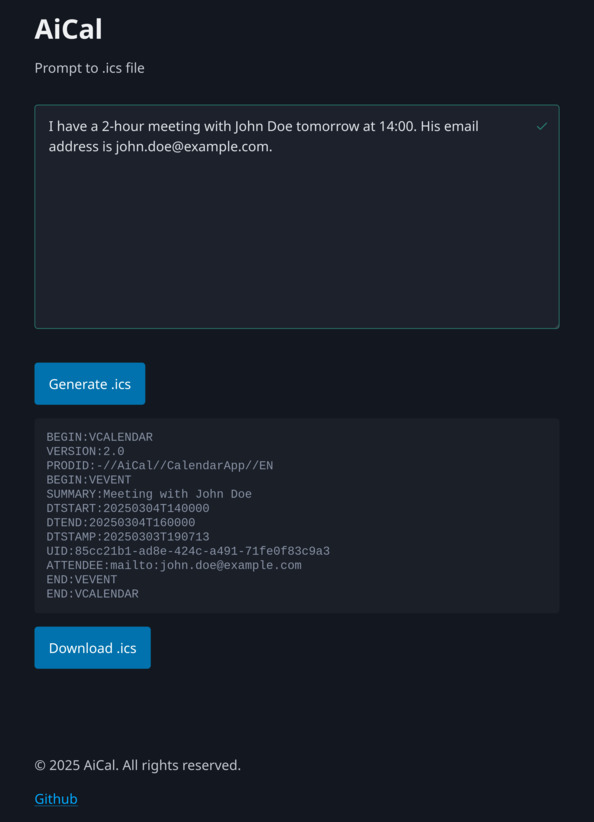 AiCal
Prompt to .ics file
I have a 2-hour meeting with John Doe tomorrow at 14:00. His email
address is john.doe@example.com.
Generate .ics
BEGIN:VCALENDAR
VERSION:2.0
PRODID:-//AiCal//CalendarApp//EN
BEGIN:VEVENT
SUMMARY:Meeting with John Doe
DTSTART:20250304T140000
DTEND:20250304T160000
DTSTAMP:20250303T190713
UID:85cc21b1-ad8e-424c-a491-71fe0f83c9a3
ATTENDEE:mailto:john.doe@example.com
END:VEVENT
END:VCALENDAR
Download .ics
© 2025 AiCal. All rights reserved.
Github